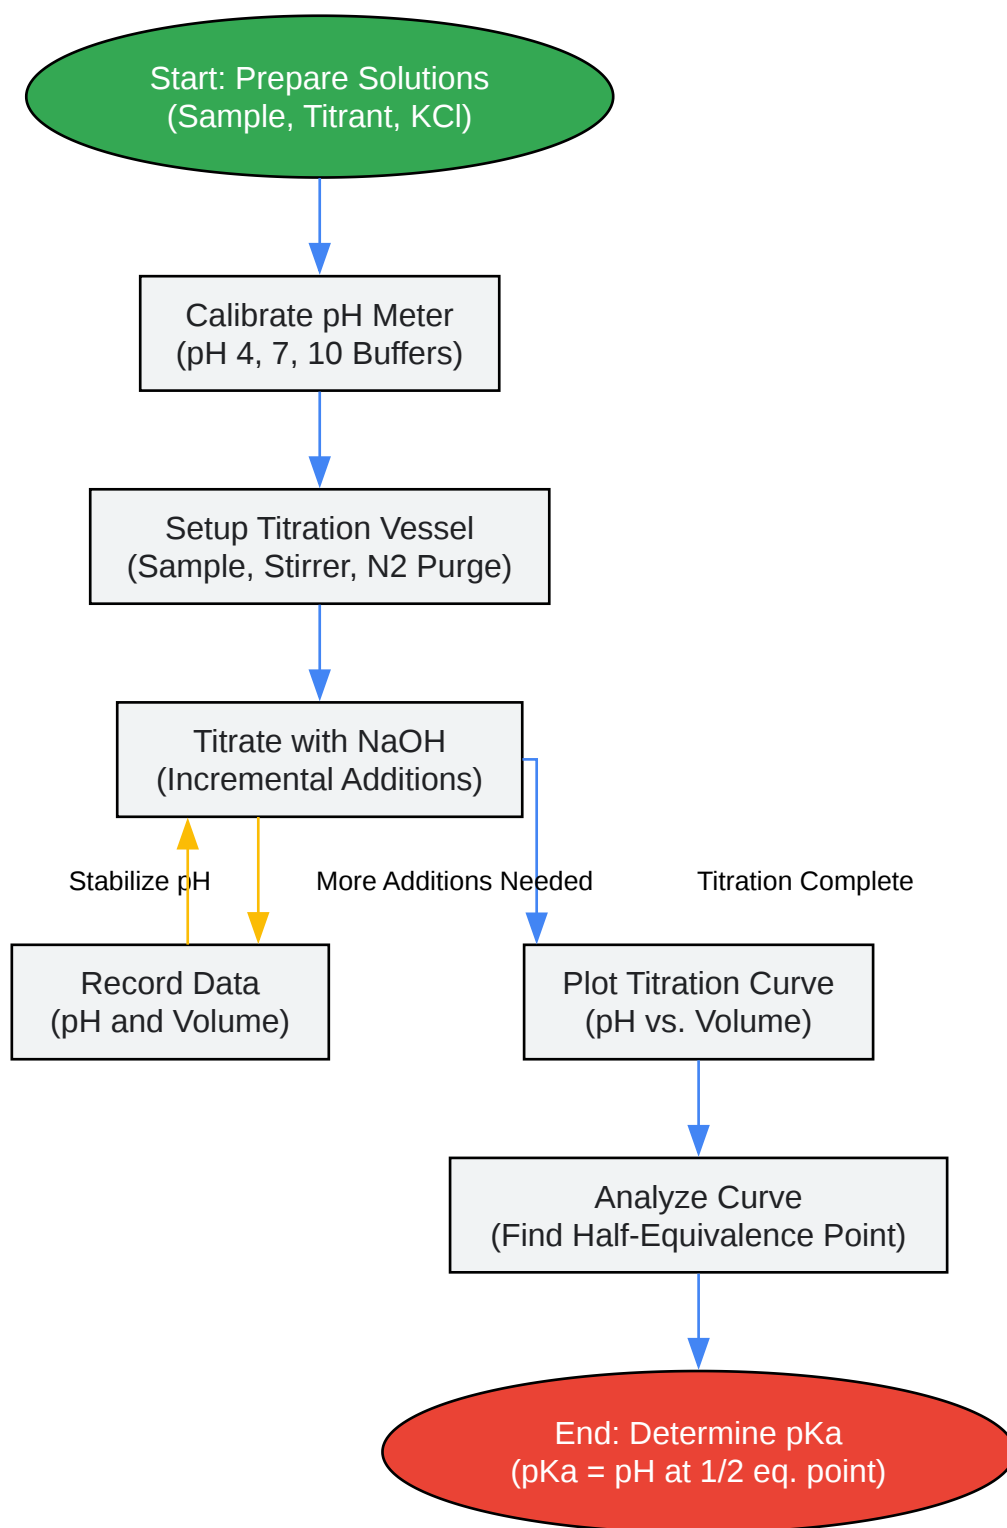 Start: Prepare Solutions
(Sample, Titrant, KCl)
Calibrate pH Meter
(pH 4, 7, 10 Buffers)
Setup Titration Vessel
(Sample, Stirrer, N2 Purge)
Titrate with NaOH
(Incremental Additions)
Stabilize pH
More Additions Needed
Titration Complete
Record Data
(pH and Volume)
Plot Titration Curve
(pH vs. Volume)
Analyze Curve
(Find Half-Equivalence Point)
End: Determine pKa
(pKa = pH at 1/2 eq. point)